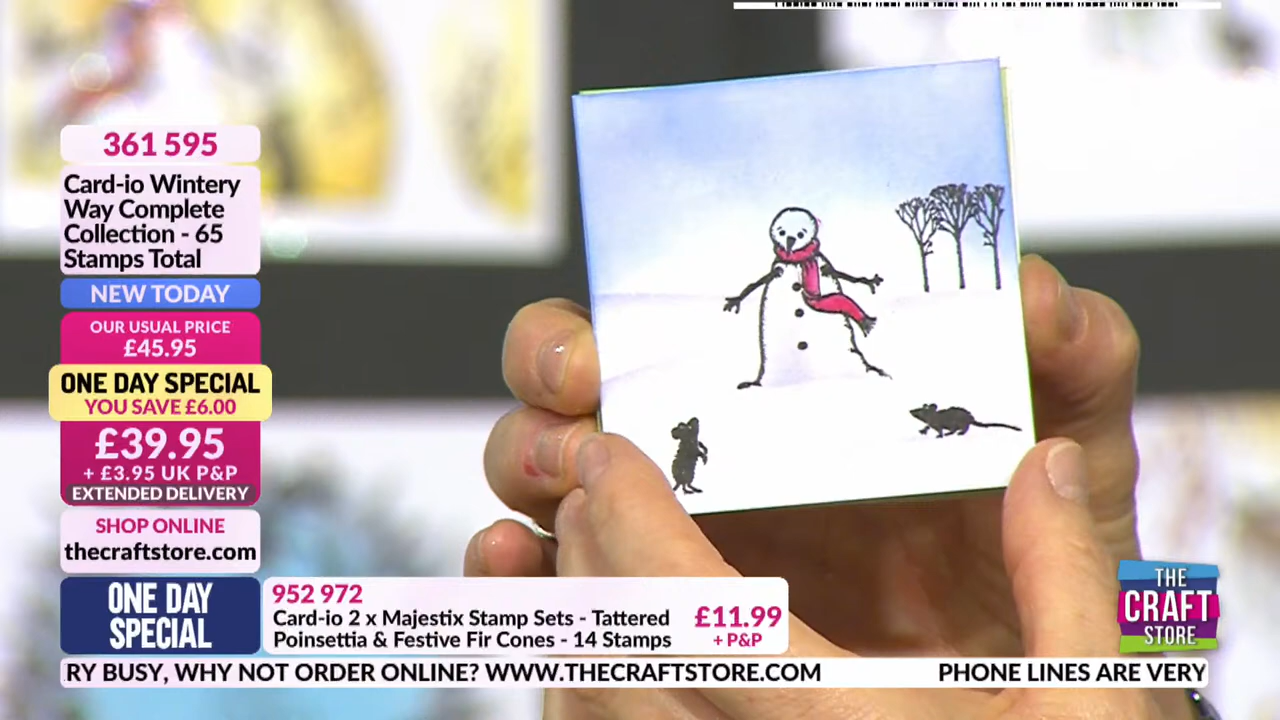 361 595
Card-io Wintery
Way Complete
Collection - 65
Stamps Total
NEW TODAY
OUR USUAL PRICE
£45.95
ONE DAY SPECIAL
YOU SAVE £6.00
£39.95
+ £3.95 UK P&P
EXTENDED DELIVERY
SHOP ONLINE
thecraftstore.com
ONE DAY
SPECIAL
952 972
Card-io 2 x Majestix Stamp Sets - Tattered
Poinsettia & Festive Fir Cones - 14 Stamps
£11.99
+ P&P
THE
CRAFT
STORE
RY BUSY, WHY NOT ORDER ONLINE? WWW.THECRAFTSTORE.COM PHONE LINES ARE VERY